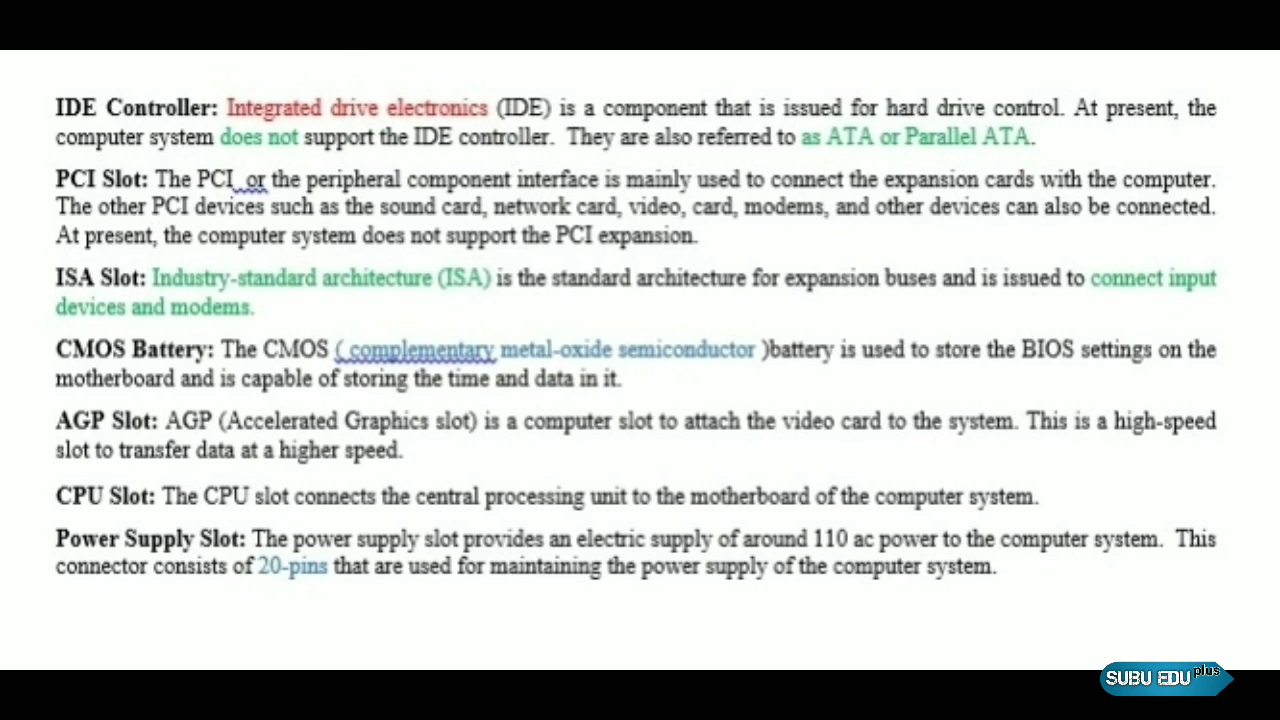 IDE Controller: Integrated drive electronics (IDE) is a component that is issued for hard drive control. At present, the
computer system does not support the IDE controller. They are also referred to as ATA or Parallel ATA.
PCI Slot: The PCI or the peripheral component interface is mainly used to connect the expansion cards with the computer.
The other PCI devices such as the sound card, network card, video, card, modems, and other devices can also be connected.
At present, the computer system does not support the PCI expansion.
ISA Slot: Industry-standard architecture (ISA) is the standard architecture for expansion buses and is issued to connect input
devices and modems.
CMOS Battery: The CMOS ( complementary metal-oxide semiconductor )battery is used to store the BIOS settings on the
motherboard and is capable of storing the time and data in it.
AGP Slot: AGP (Accelerated Graphics slot) is a computer slot to attach the video card to the system. This is a high-speed
slot to transfer data at a higher speed.
CPU Slot: The CPU slot connects the central processing unit to the motherboard of the computer system.
Power Supply Slot: The power supply slot provides an electric supply of around 110 ac power to the computer system. This
connector consists of 20-pins that are used for maintaining the power supply of the computer system.
SUBU EDU plus